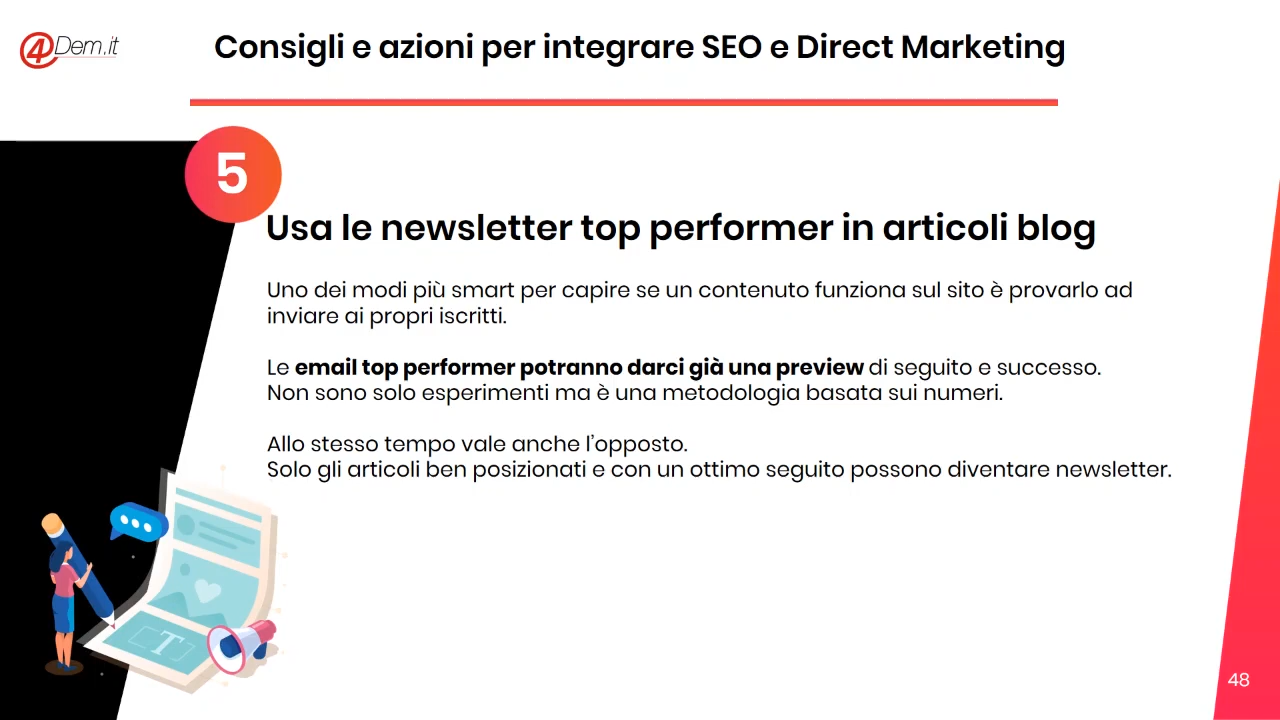 4Dem.it
Consigli e azioni per integrare SEO e Direct Marketing
5
Usa le newsletter top performer in articoli blog
Uno dei modi più smart per capire se un contenuto funziona sul sito è provarlo ad
inviare ai propri iscritti.
Le email top performer potranno darci già una preview di seguito e successo.
Non sono solo esperimenti ma è una metodologia basata sui numeri.
Allo stesso tempo vale anche l’opposto.
Solo gli articoli ben posizionati e con un ottimo seguito possono diventare newsletter.
T
48